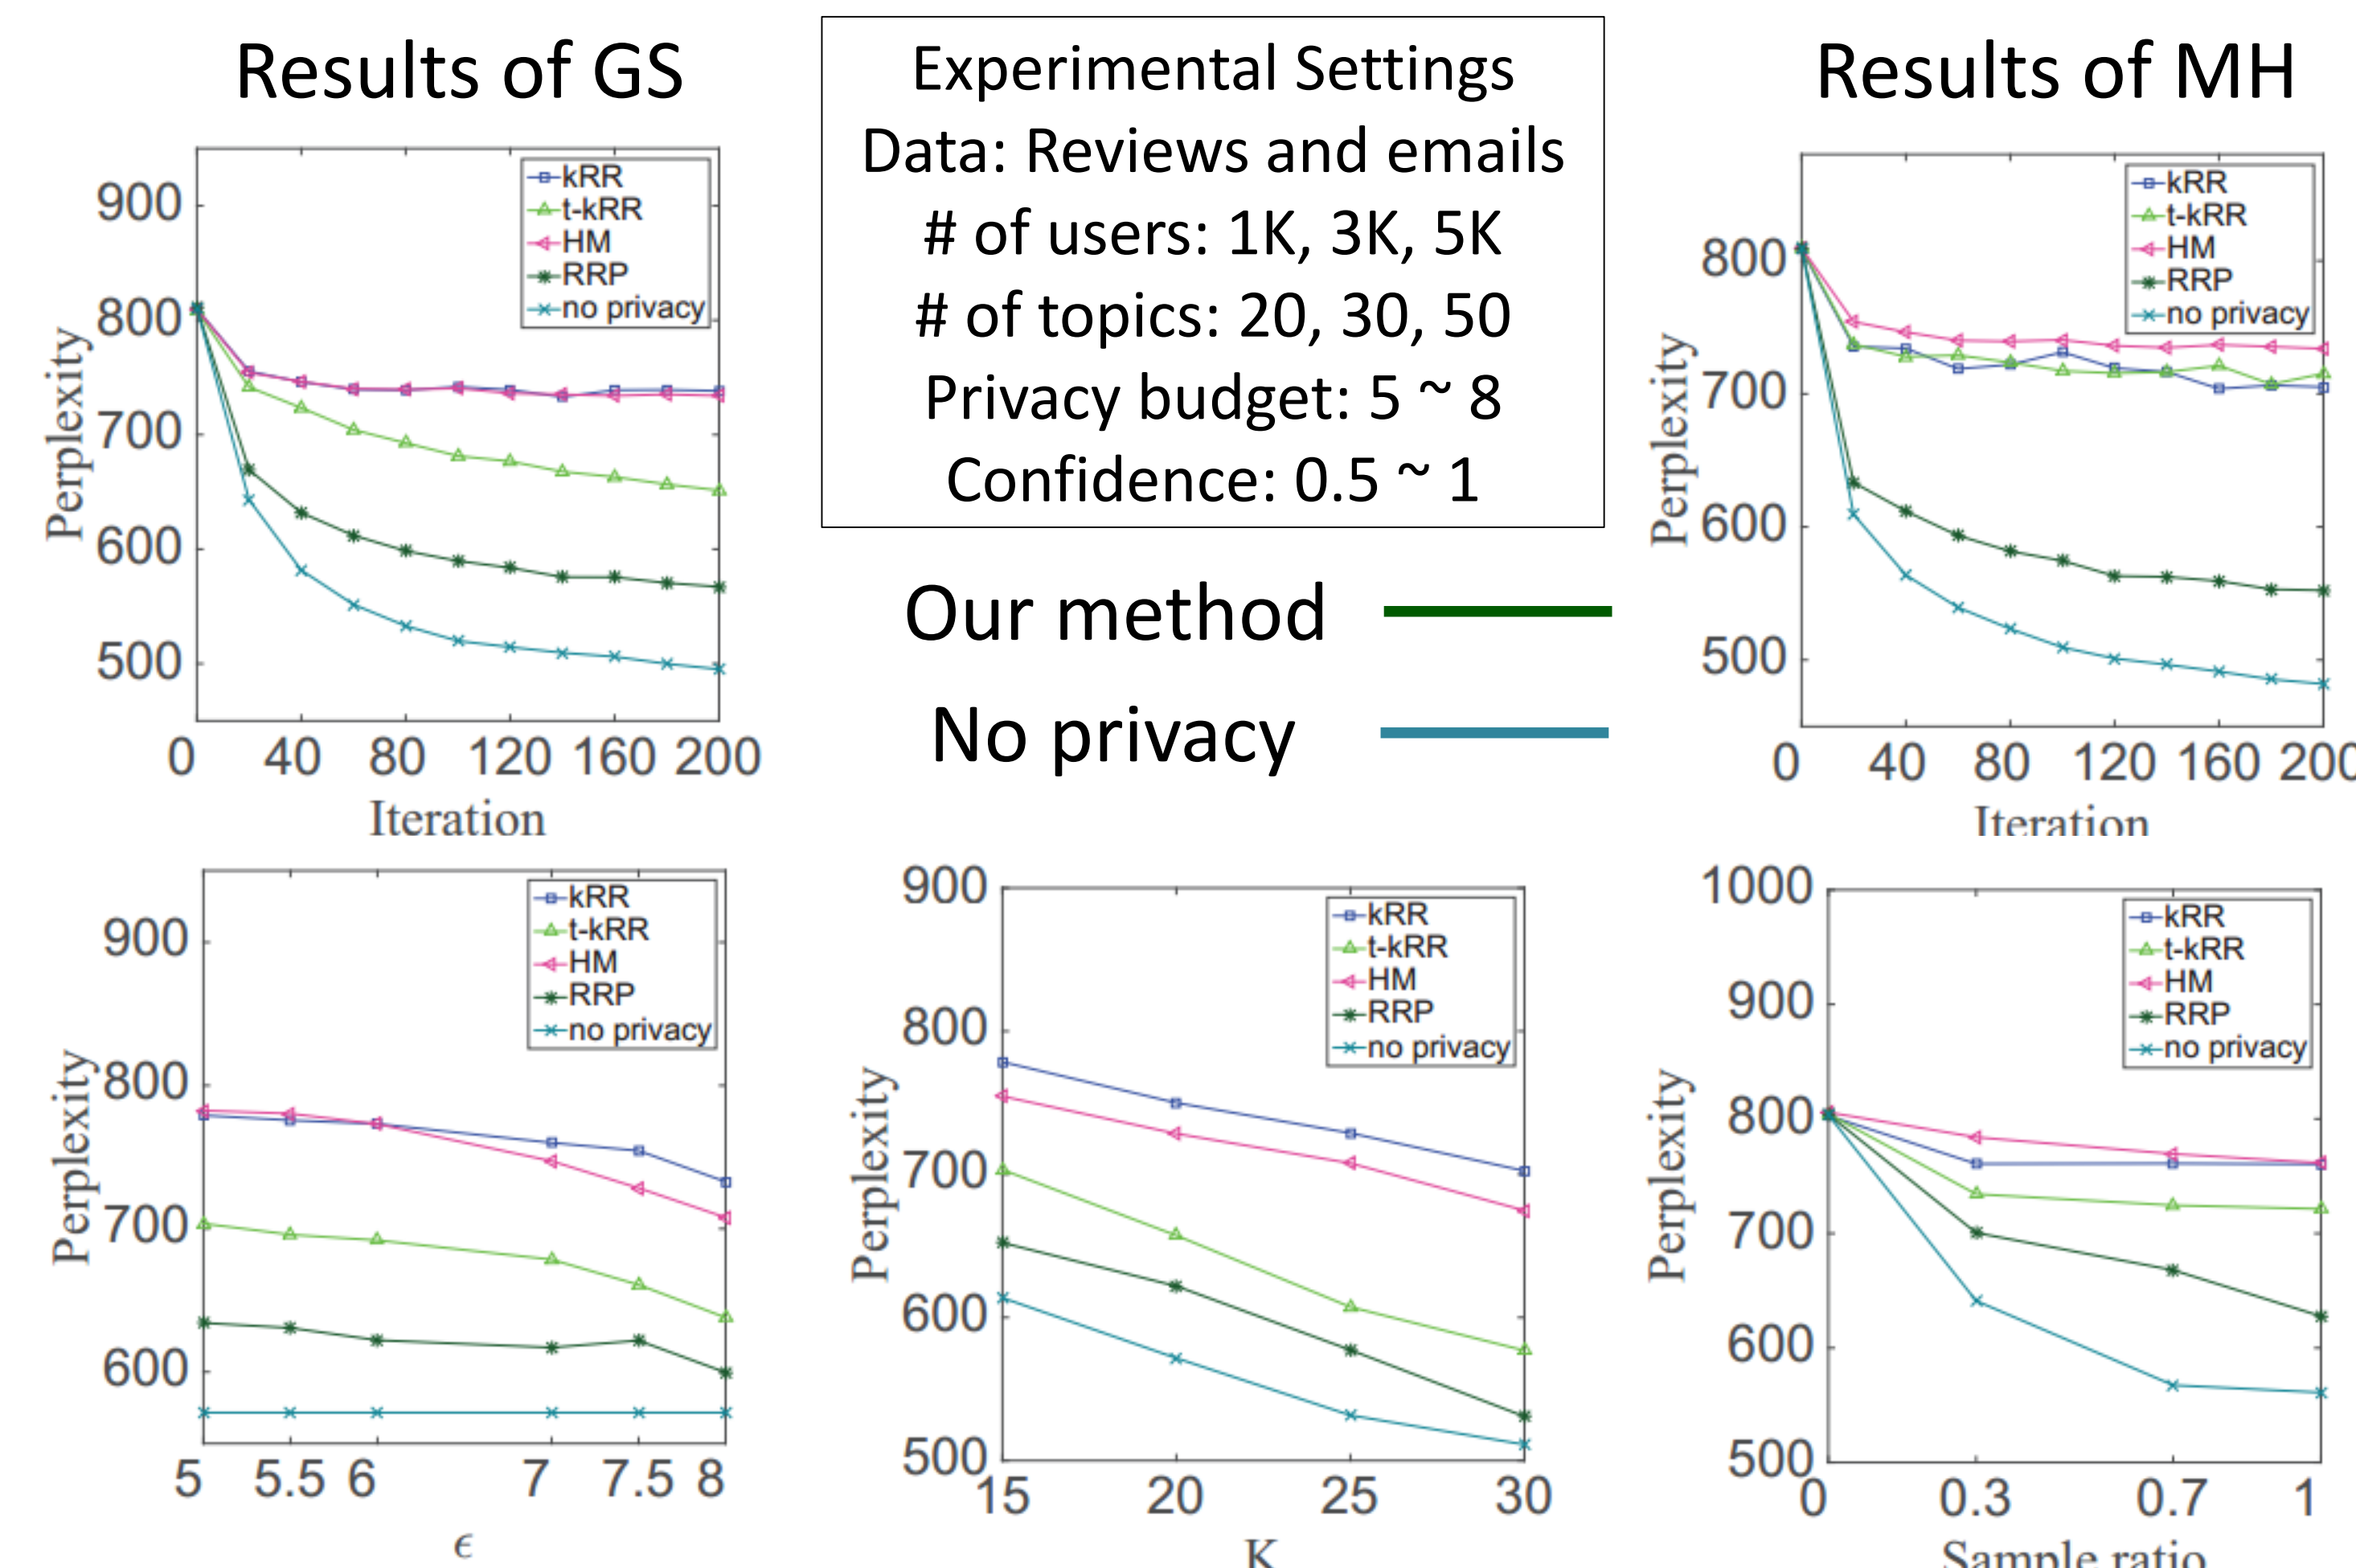 Results of GS
Experimental Settings
Data: Reviews and emails
# of users: 1K, 3K, 5K
# of topics: 20, 30, 50
Privacy budget: 5 ~ 8
Confidence: 0.5 ~ 1
Results of MH
kRR
t-kRR
HM
RRP
no privacy
900
800
700
600
500
Perplexity
0 40 80 120 160 200
Iteration
Our method
No privacy
kRR
t-kRR
HM
RRP
no privacy
800
700
600
500
Perplexity
0 40 80 120 160 200
Iteration
kRR
t-kRR
HM
RRP
no privacy
900
800
700
600
Perplexity
5 5.5 6 7 7.5 8
ϵ
kRR
t-kRR
HM
RRP
no privacy
900
800
700
600
500
Perplexity
15 20 25 30
K
kRR
t-kRR
HM
RRP
no privacy
1000
900
800
700
600
500
Perplexity
0 0.3 0.7 1
Sample ratio